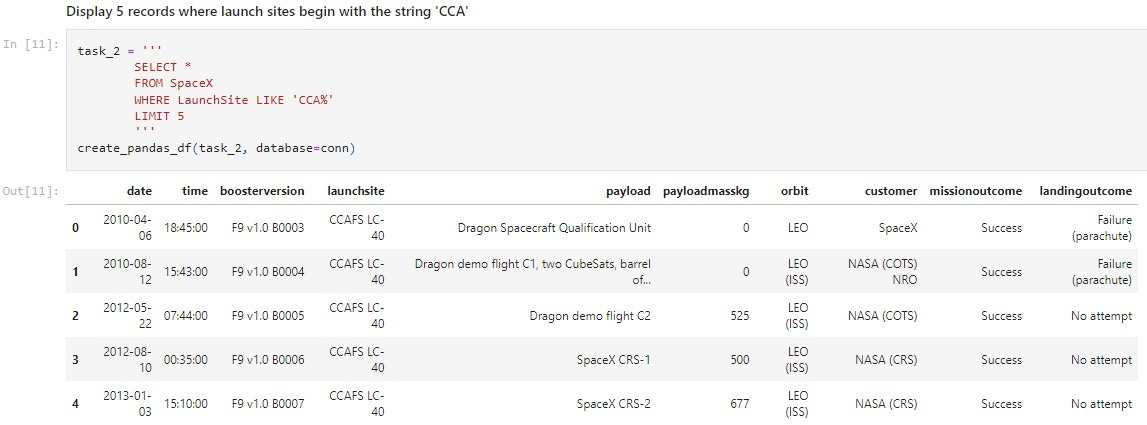 Display 5 records where launch sites begin with the string 'CCA'
In [11]:
task_2 = '''
SELECT *
FROM SpaceX
WHERE LaunchSite LIKE 'CCA%'
LIMIT 5
'''
create_pandas_df(task_2, database=conn)
Out[11]:
date time boosterversion launchsite payload payloadmasskg orbit customer missionoutcome landingoutcome
0 2010-04-06 18:45:00 F9 v1.0 B0003 CCAFS LC-40 Dragon Spacecraft Qualification Unit 0 LEO SpaceX Success Failure (parachute)
1 2010-08-12 15:43:00 F9 v1.0 B0004 CCAFS LC-40 Dragon demo flight C1, two CubeSats, barrel of... 0 LEO (ISS) NASA (COTS) NRO Success Failure (parachute)
2 2012-05-22 07:44:00 F9 v1.0 B0005 CCAFS LC-40 Dragon demo flight C2 525 LEO (ISS) NASA (COTS) Success No attempt
3 2012-08-10 00:35:00 F9 v1.0 B0006 CCAFS LC-40 SpaceX CRS-1 500 LEO (ISS) NASA (CRS) Success No attempt
4 2013-01-03 15:10:00 F9 v1.0 B0007 CCAFS LC-40 SpaceX CRS-2 677 LEO (ISS) NASA (CRS) Success No attempt